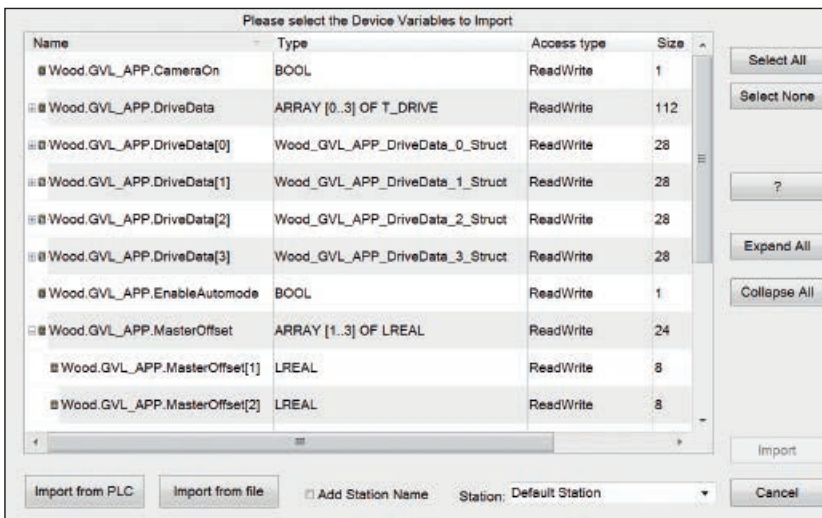 Please select the Device Variables to Import
Name Type Access type Size
Wood.GVL_APP.CameraOn BOOL ReadWrite 1
Wood.GVL_APP.DriveData ARRAY [0..3] OF T_DRIVE ReadWrite 112
Wood.GVL_APP.DriveData[0] Wood_GVL_APP_DriveData_0_Struct ReadWrite 28
Wood.GVL_APP.DriveData[1] Wood_GVL_APP_DriveData_1_Struct ReadWrite 28
Wood.GVL_APP.DriveData[2] Wood_GVL_APP_DriveData_2_Struct ReadWrite 28
Wood.GVL_APP.DriveData[3] Wood_GVL_APP_DriveData_3_Struct ReadWrite 28
Wood.GVL_APP.EnableAutomode BOOL ReadWrite 1
Wood.GVL_APP.MasterOffset ARRAY [1..3] OF LREAL ReadWrite 24
Wood.GVL_APP.MasterOffset[1] LREAL ReadWrite 8
Wood.GVL_APP.MasterOffset[2] LREAL ReadWrite 8
Select All
Select None
?
Expand All
Collapse All
Import
Import from PLC Import from file Add Station Name Station: Default Station Cancel